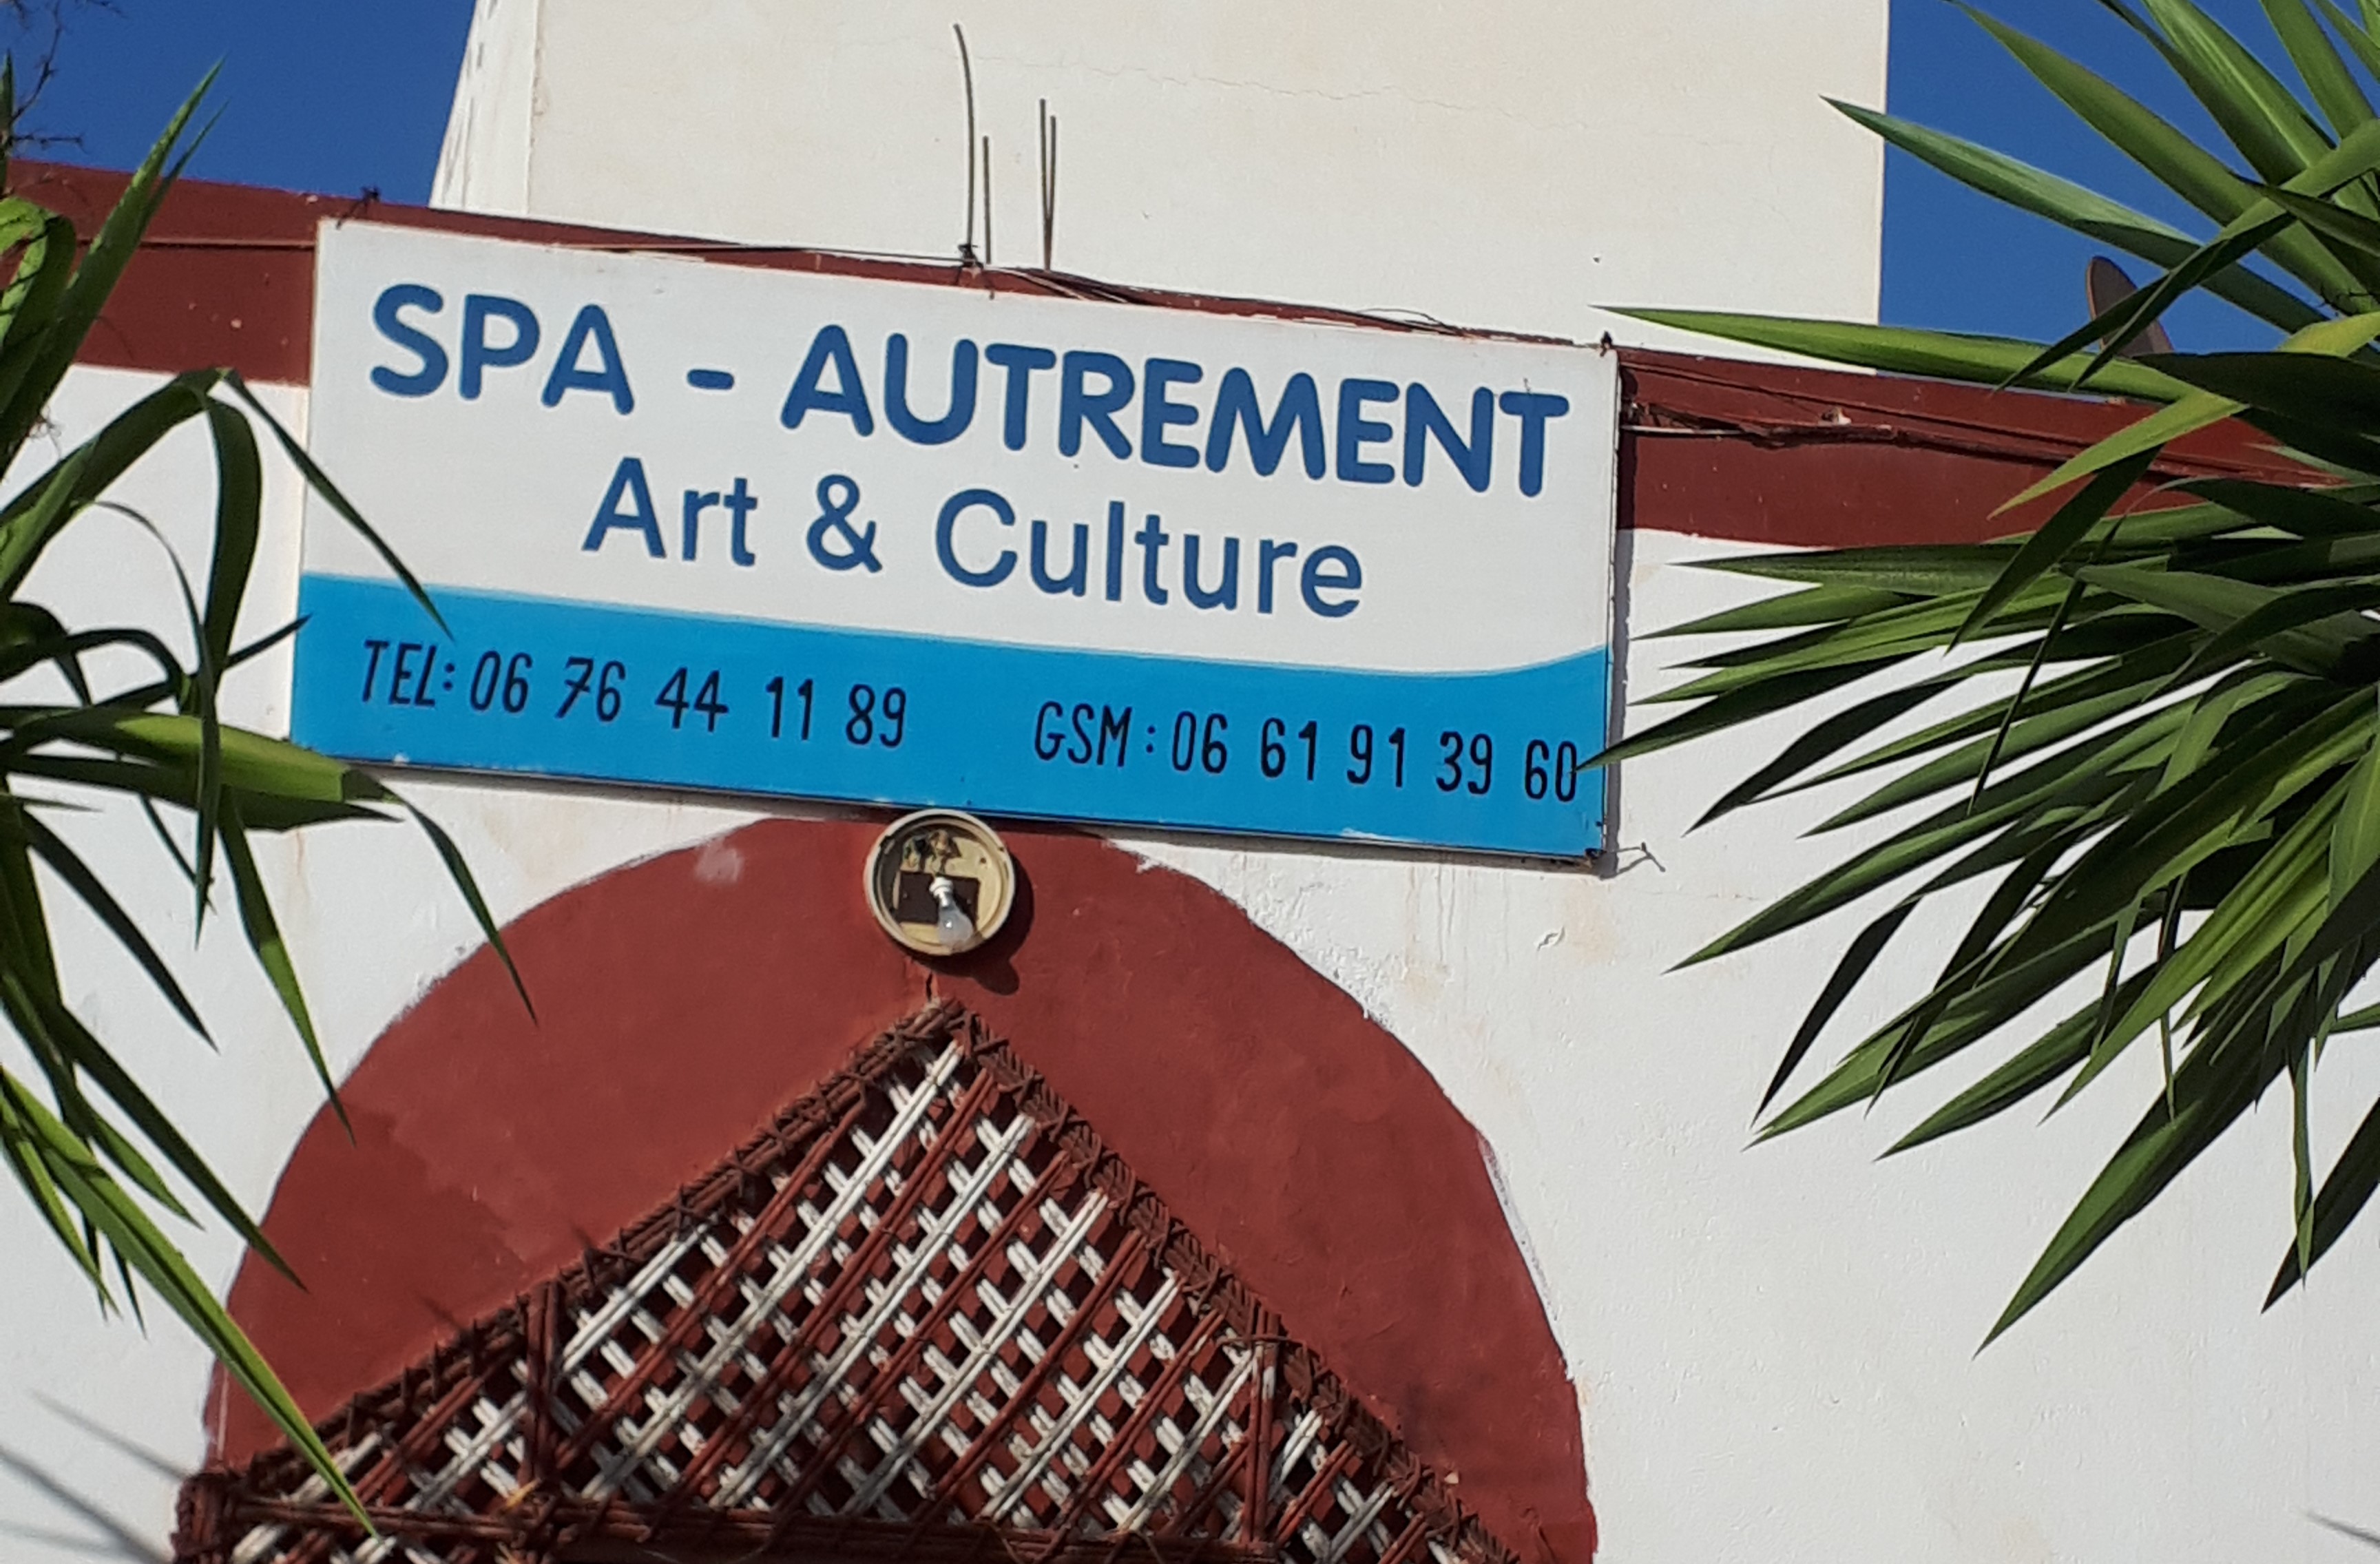 SPA - AUTREMENT
Art & Culture
TEL: 06 76 44 11 89 GSM : 06 61 91 39 60